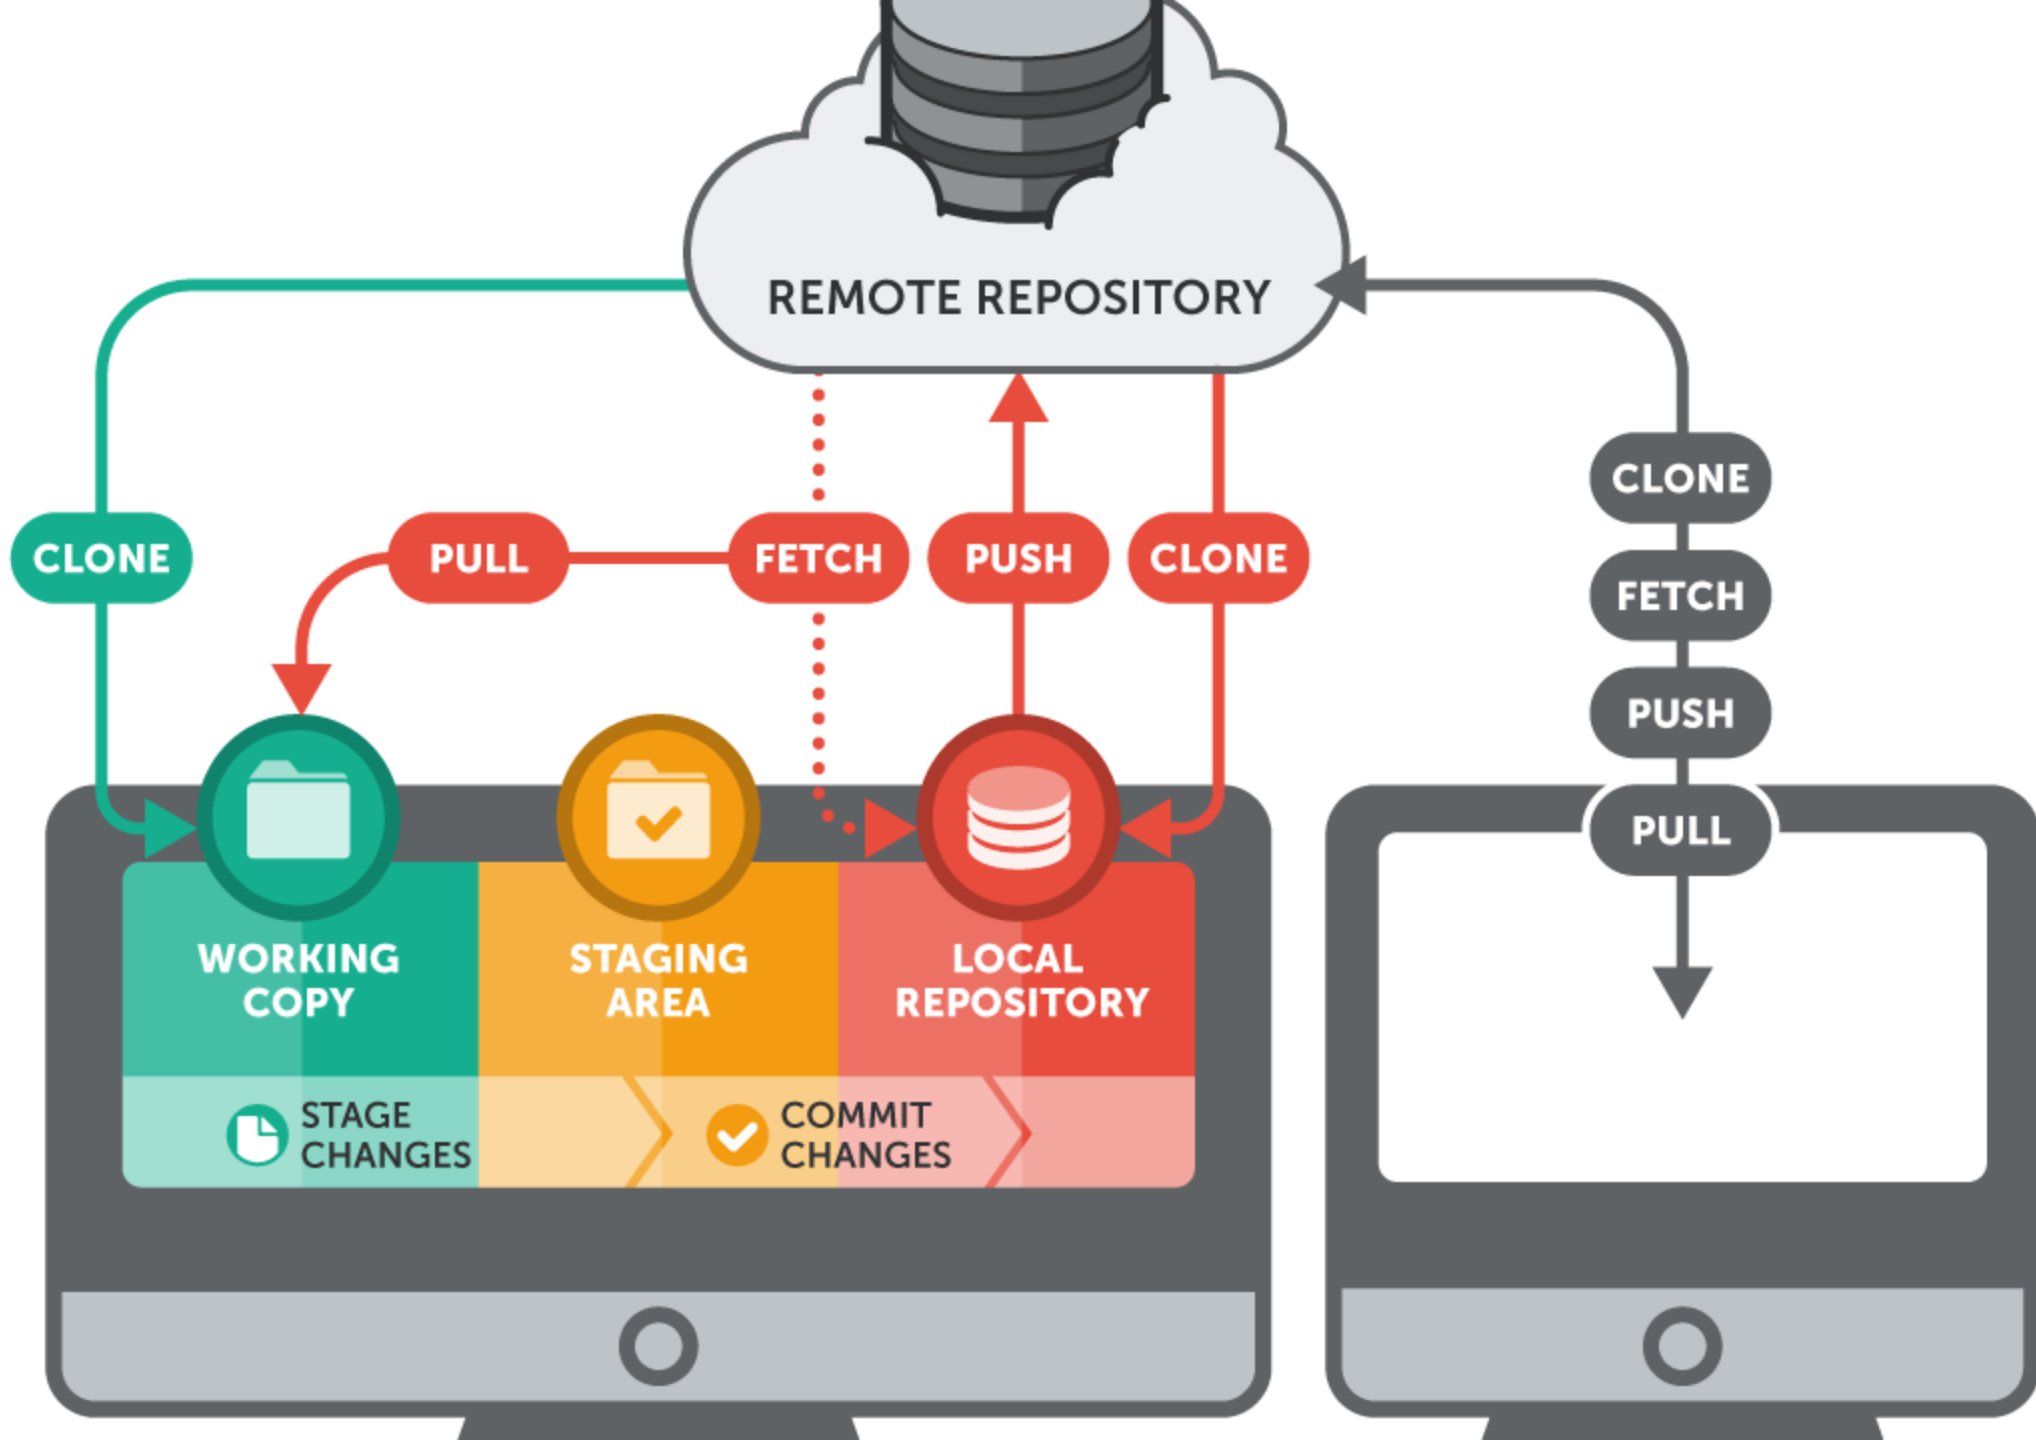 REMOTE REPOSITORY
CLONE
PULL
FETCH
PUSH
CLONE
CLONE
FETCH
PUSH
PULL
WORKING
COPY
STAGING
AREA
LOCAL
REPOSITORY
STAGE
CHANGES
COMMIT
CHANGES